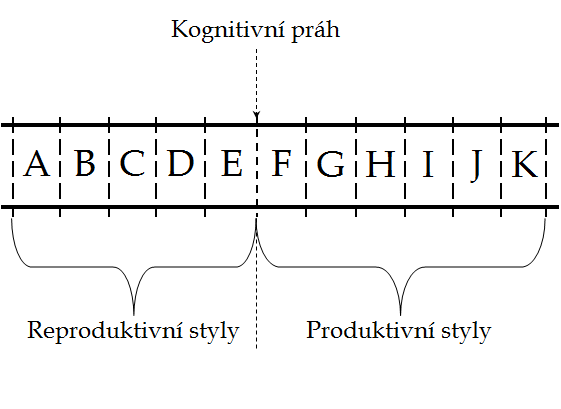 Kognitivní práh
A B C D E F G H I J K
Reproduktivní styly Produktivní styly